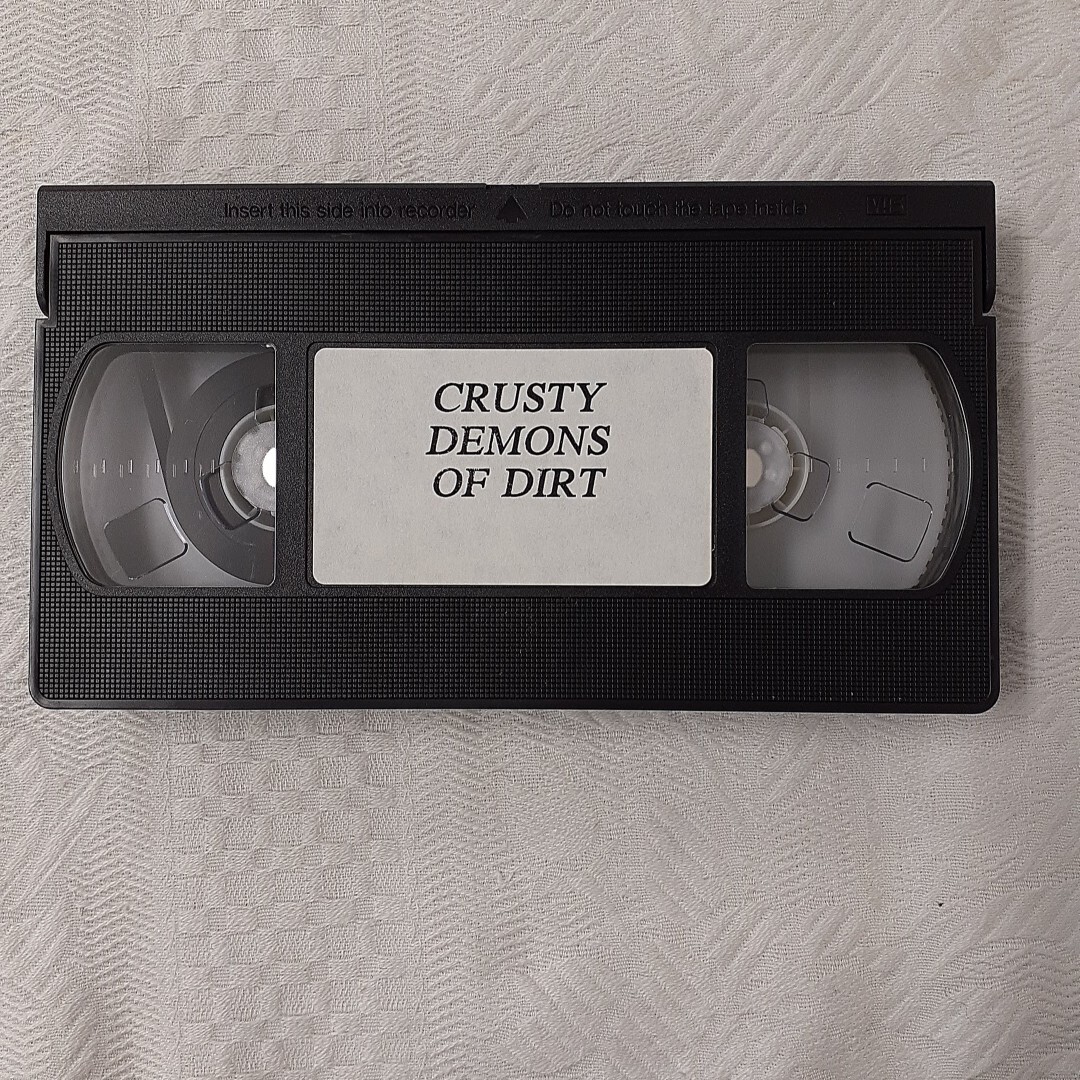 Insert this side into recorder ▲ Do not touch the tape inside VHS
CRUSTY
DEMONS
OF DIRT